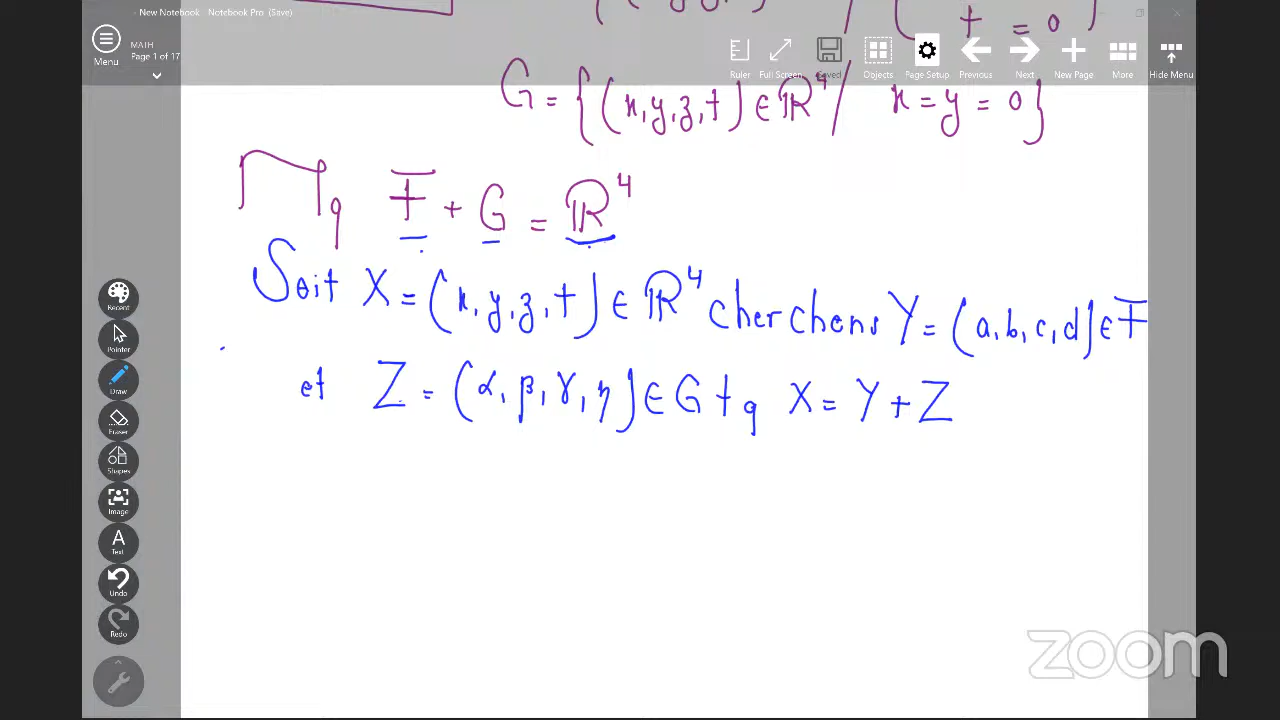 New Notebook - Notebook Pro (Save)
Menu
MATH
Page 1 of 17
Ruler Full Screen Saved Objects Page Setup Previous Next New Page More Hide Menu
t = 0
G = {(x, y, z, t) ∈ ℝ⁴ / x = y = 0}
Mq F + G = ℝ⁴
Soit X = (x, y, z, t) ∈ ℝ⁴ cherchons Y = (a, b, c, d) ∈ F
et Z = (α, β, γ, η) ∈ G tq X = Y + Z
Recent
Pointer
Draw
Eraser
Shapes
Image
A
Text
Undo
Redo
zoom